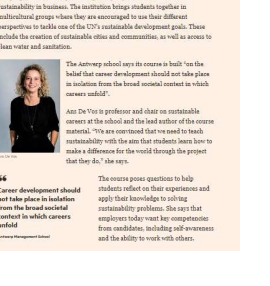 ustainability in business. The institution brings students together in
multicultural groups where they are encouraged to use their different
perspectives to tackle one of the UN's sustainable development goals. These
nclude the creation of sustainable cities and communities, as well as access to
lean water and sanitation.
The Antwerp school says its course is built "on the
belief that career development should not take place
in isolation from the broad societal context in which
careers unfold".
Ans De Vos is professor and chair on sustainable
careers at the school and the lead author of the course
material. "We are convinced that we need to teach
sustainability with the aim that students learn how to
make a difference for the world through the project
that they do," she says.
ns De Vos
The course poses questions to help
students reflect on their experiences and
apply their knowledge to solving
sustainability problems. She says that
employers today want key competencies
from candidates, including self-awareness
and the ability to work with others.
Career development should
not take place in isolation
from the broad societal
context in which careers
unfold
Antwerp Management School